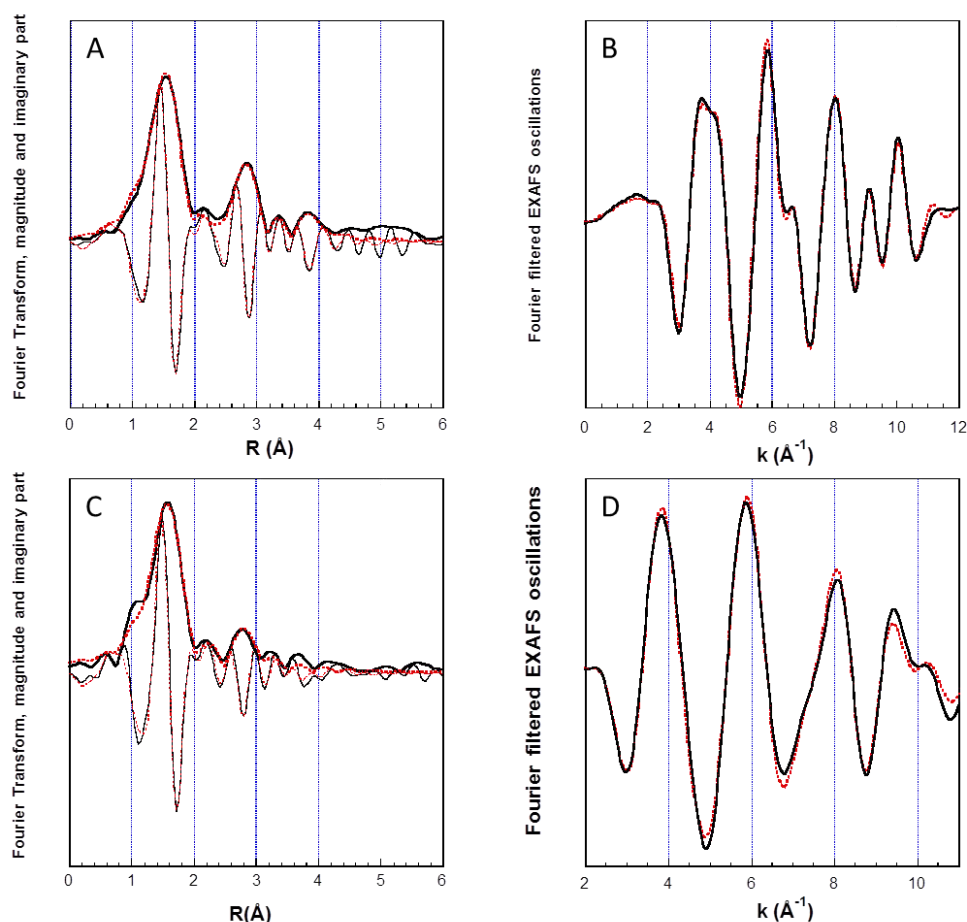 A
Fourier Transform, magnitude and imaginary part
0 1 2 3 4 5 6
R (Å)
B
Fourier filtered EXAFS oscillations
0 2 4 6 8 10 12
k (Å⁻¹)
C
Fourier Transform, magnitude and imaginary part
0 1 2 3 4 5 6
R(Å)
D
Fourier filtered EXAFS oscillations
2 4 6 8 10
k (Å⁻¹)